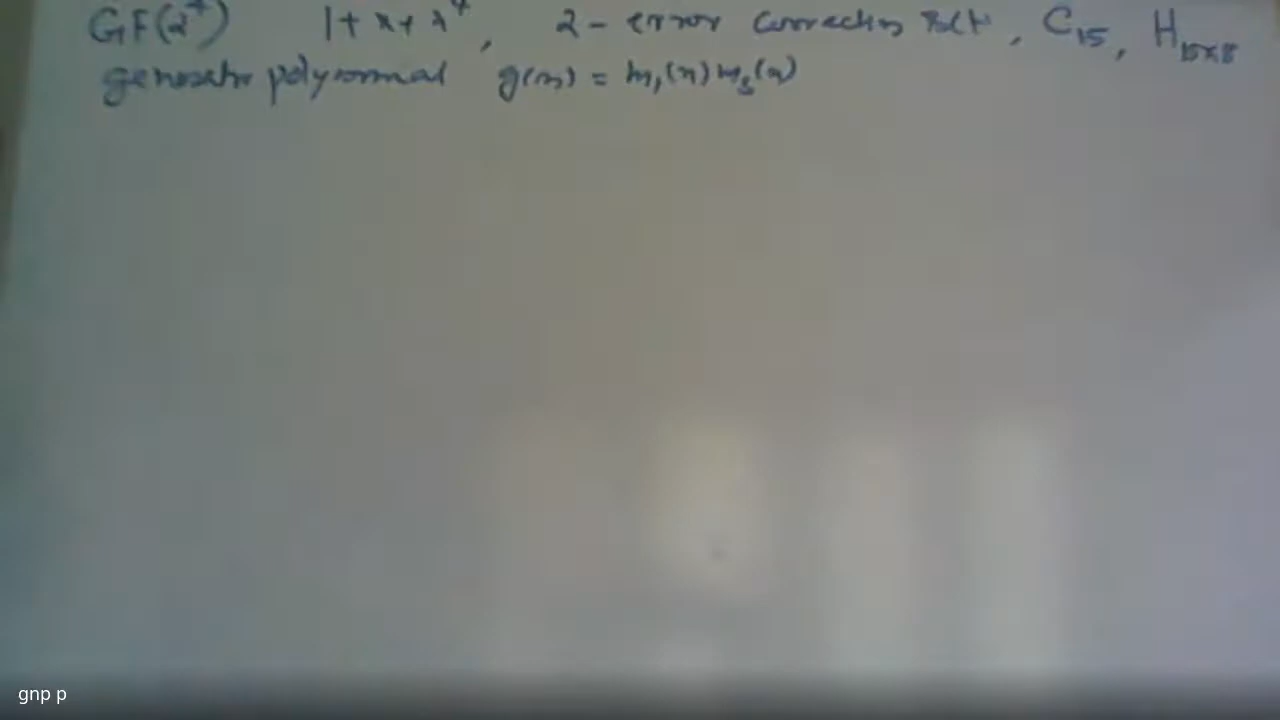 GF(2⁴) 1+x+x⁴, 2-error correcting BCH, C₁₅, H₁₅ₓ₈
generator polynomial g(x) = m₁(x) m₃(x)
gnp p